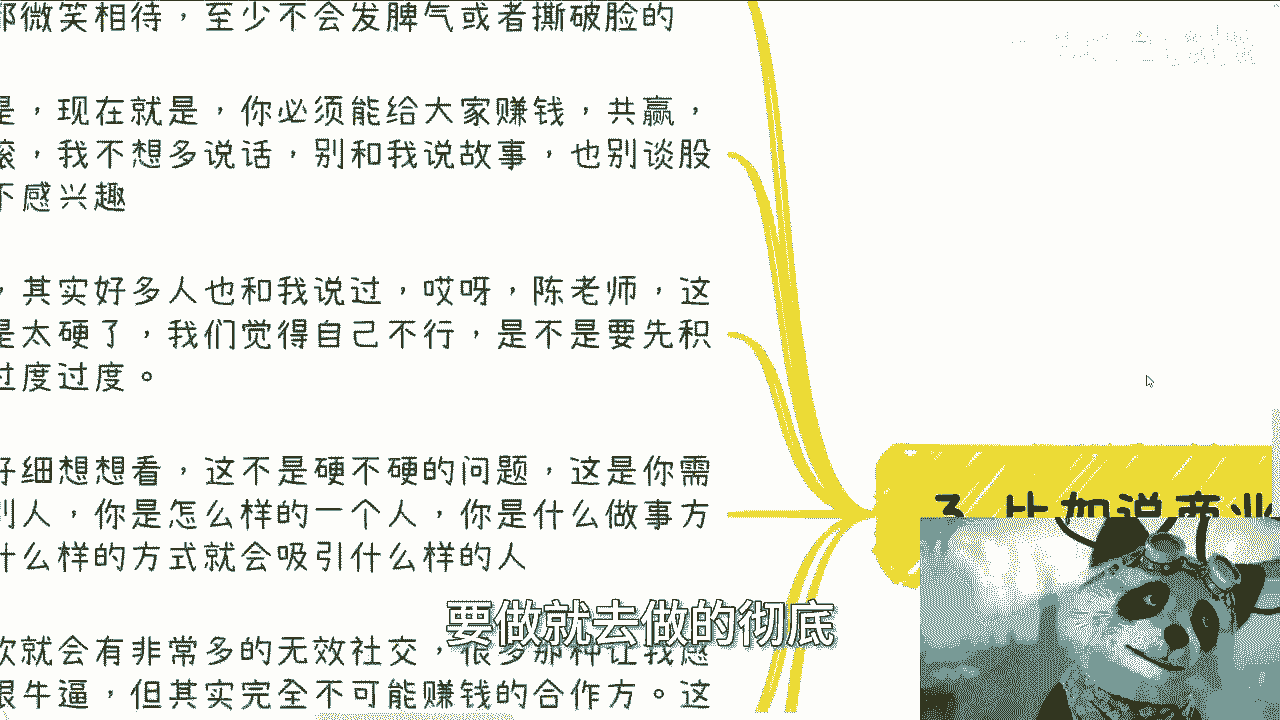 都微笑相待，至少不会发脾气或者撕破脸的
是，现在就是，你必须能给大家赚钱，共赢，
滚，我不想多说话，别和我说故事，也别谈股
不感兴趣
，其实好多人也和我说过，哎呀，陈老师，这
是太硬了，我们觉得自己不行，是不是要先积
过度过度。
好细想想看，这不是硬不硬的问题，这是你需
别人，你是怎么样的一个人，你是什么做事方
什么样的方式就会吸引什么样的人
3 比如说商业
要做就去做的彻底
欢就会有非常多的无效社交，很多那种让我感
很牛逼，但其实完全不可能赚钱的合作方。这